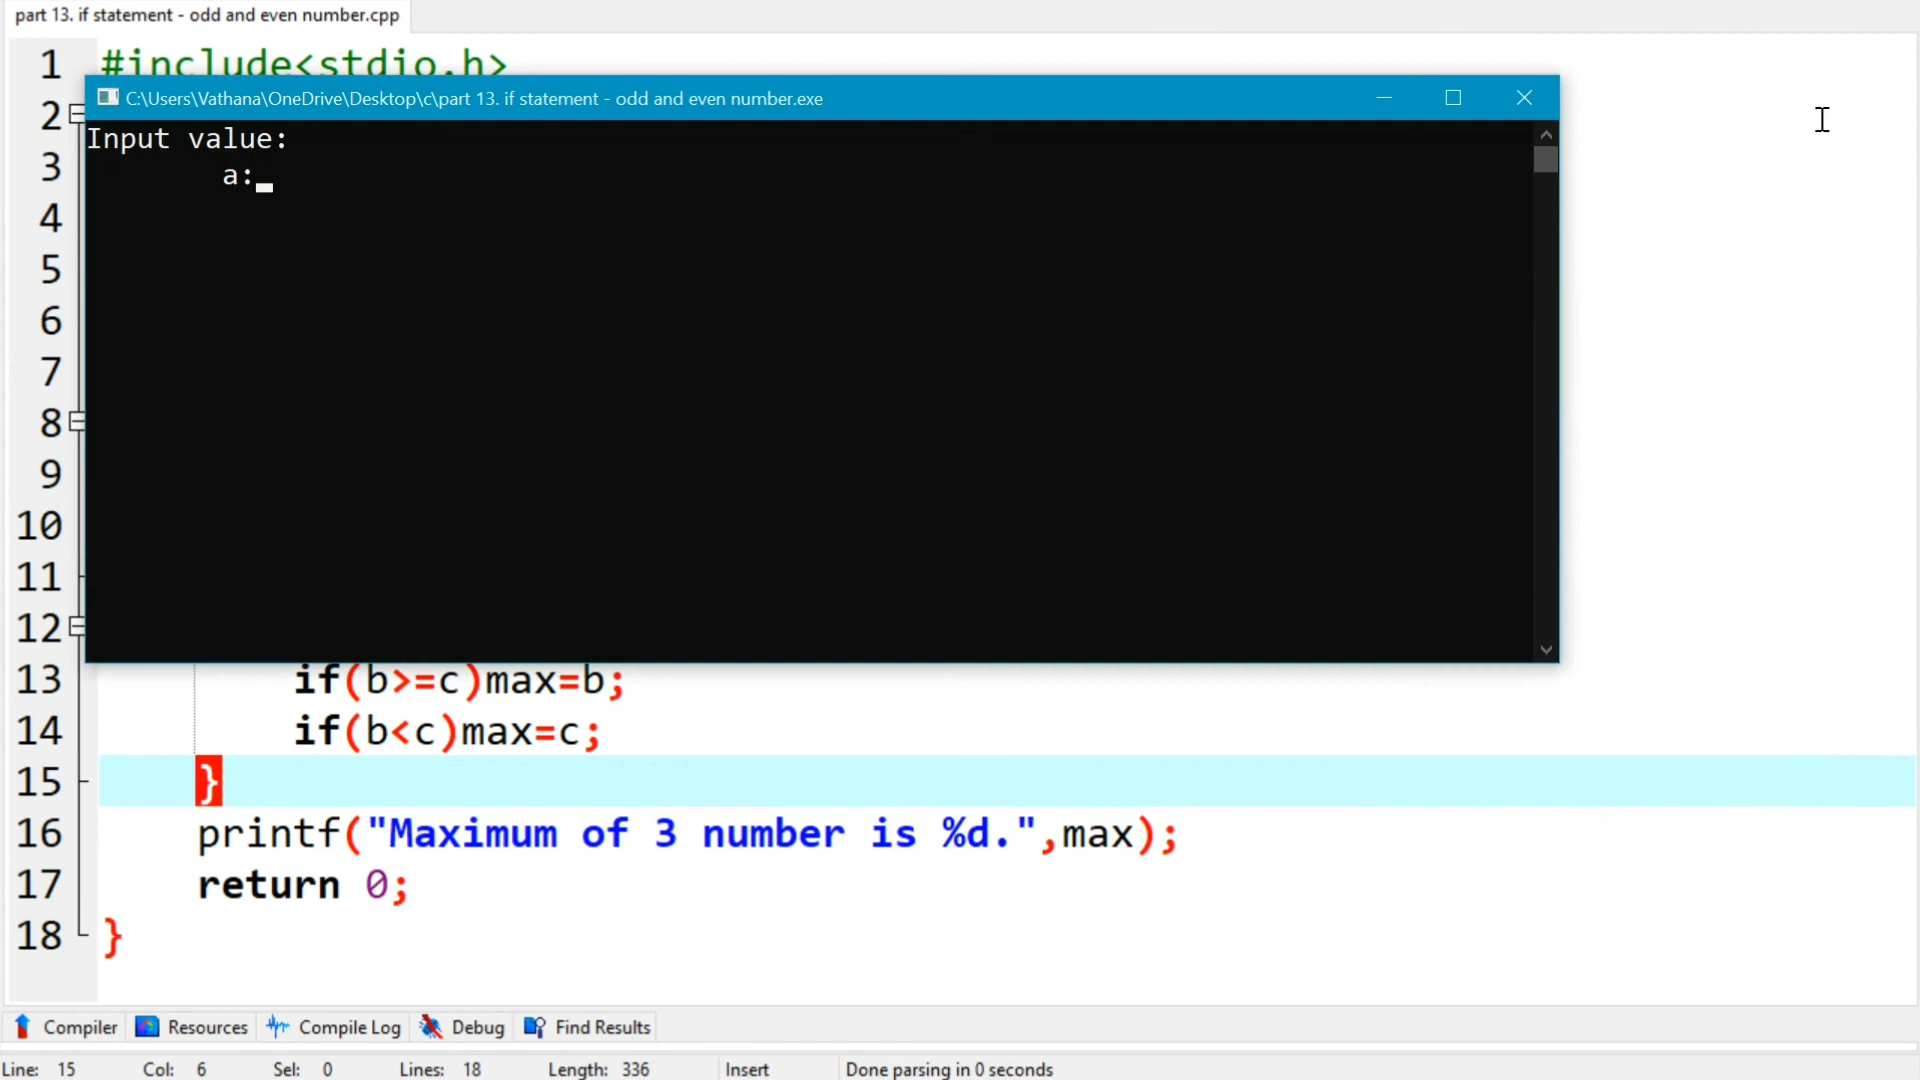 part 13. if statement - odd and even number.cpp
1 #include<stdio.h>
C:\Users\Vathana\OneDrive\Desktop\c\part 13. if statement - odd and even number.exe
2
Input value:
3
a:
4
5
6
7
8
9
10
11
12
13 if(b>=c)max=b;
14 if(b<c)max=c;
15 }
16 printf("Maximum of 3 number is %d.",max);
17 return 0;
18 }
Compiler Resources Compile Log Debug Find Results
Line: 15 Col: 6 Sel: 0 Lines: 18 Length: 336 Insert Done parsing in 0 seconds